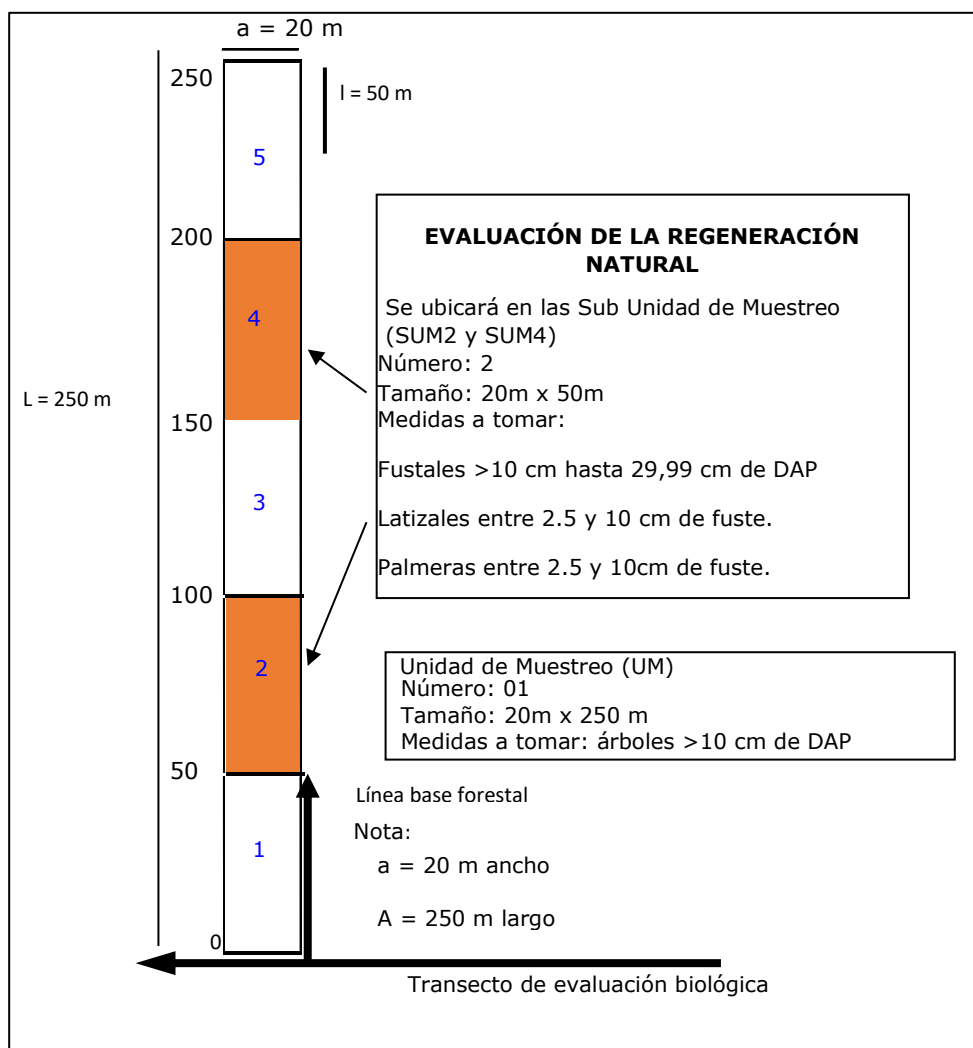 a = 20 m
250
l = 50 m
5
200
EVALUACIÓN DE LA REGENERACIÓN
NATURAL
Se ubicará en las Sub Unidad de Muestreo
(SUM2 y SUM4)
Número: 2
Tamaño: 20m x 50m
Medidas a tomar:
Fustales >10 cm hasta 29,99 cm de DAP
Latizales entre 2.5 y 10 cm de fuste.
Palmeras entre 2.5 y 10cm de fuste.
4
L = 250 m
150
3
100
2
Unidad de Muestreo (UM)
Número: 01
Tamaño: 20m x 250 m
Medidas a tomar: árboles >10 cm de DAP
50
Línea base forestal
Nota:
a = 20 m ancho
A = 250 m largo
1
0
Transecto de evaluación biológica